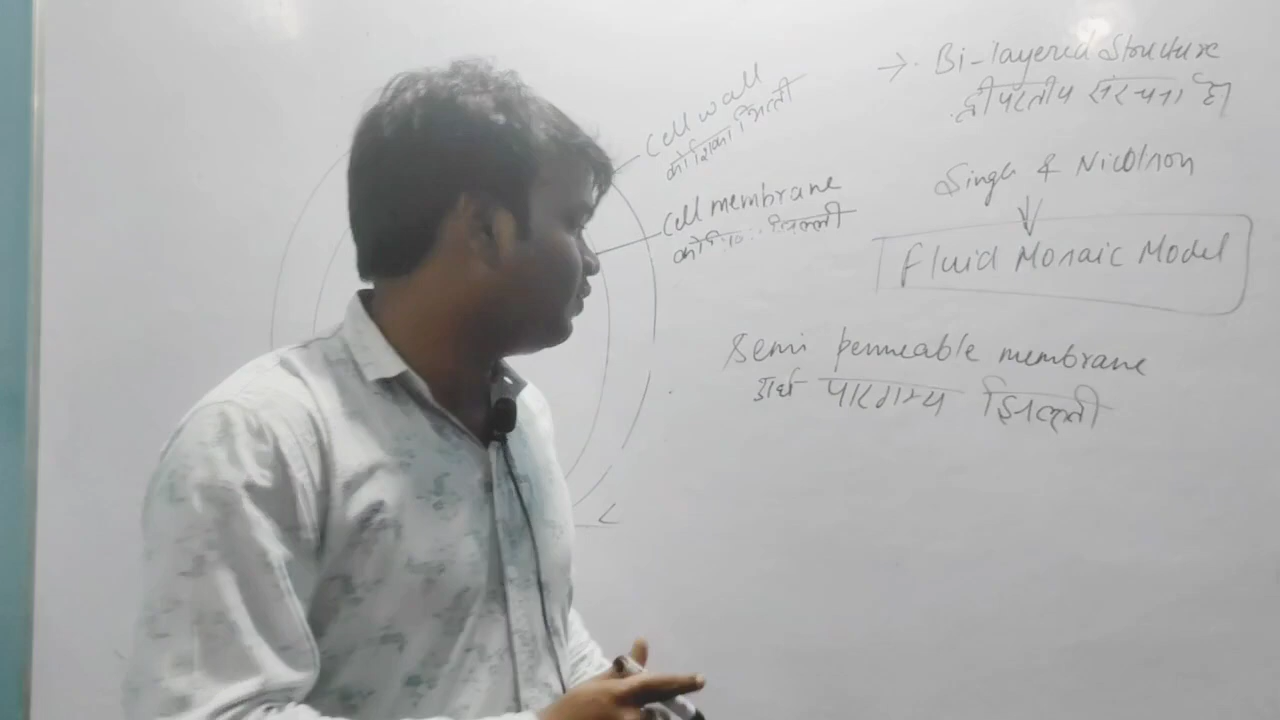 Cell wall
कोशिका भित्ती
Cell membrane
झिल्ली
→ Bi-layered Structure
द्वीपरतीय संरचना है।
Singer & Nicolson
↓
Fluid Mosaic Model
Semi permeable membrane
अर्ध पारगम्य झिल्ली